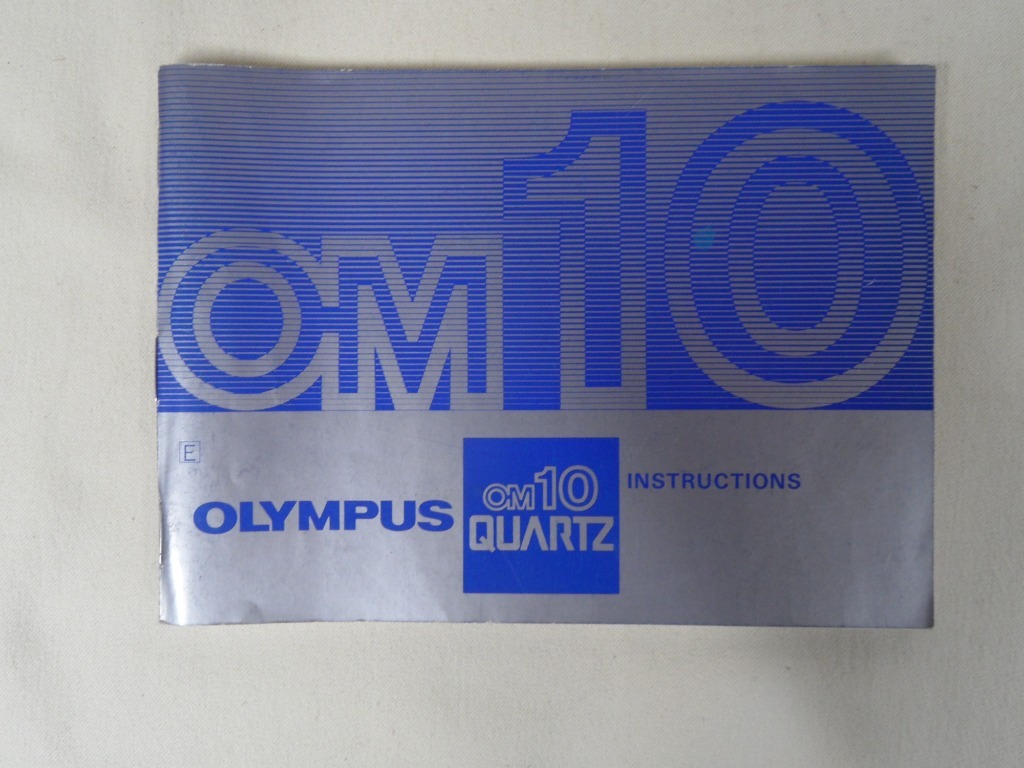 OM10
E
OLYMPUS
OM10
QUARTZ
INSTRUCTIONS